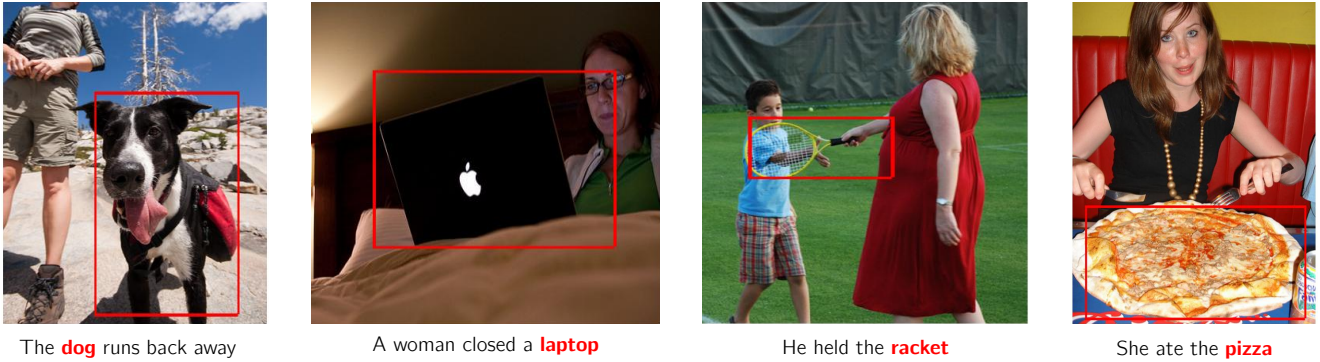 The dog runs back away
A woman closed a laptop
He held the racket
She ate the pizza